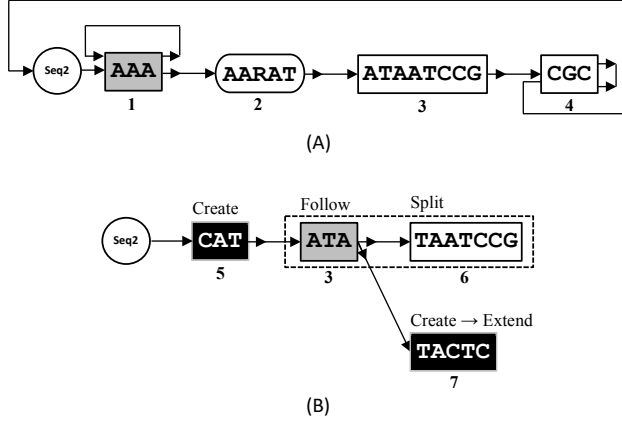 Seq2 AAA AARAT ATAATCCG CGC
1 2 3 4
(A)
Create Follow Split
Seq2 CAT ATA TAATCCG
5 3 6
Create → Extend
TACTC
7
(B)